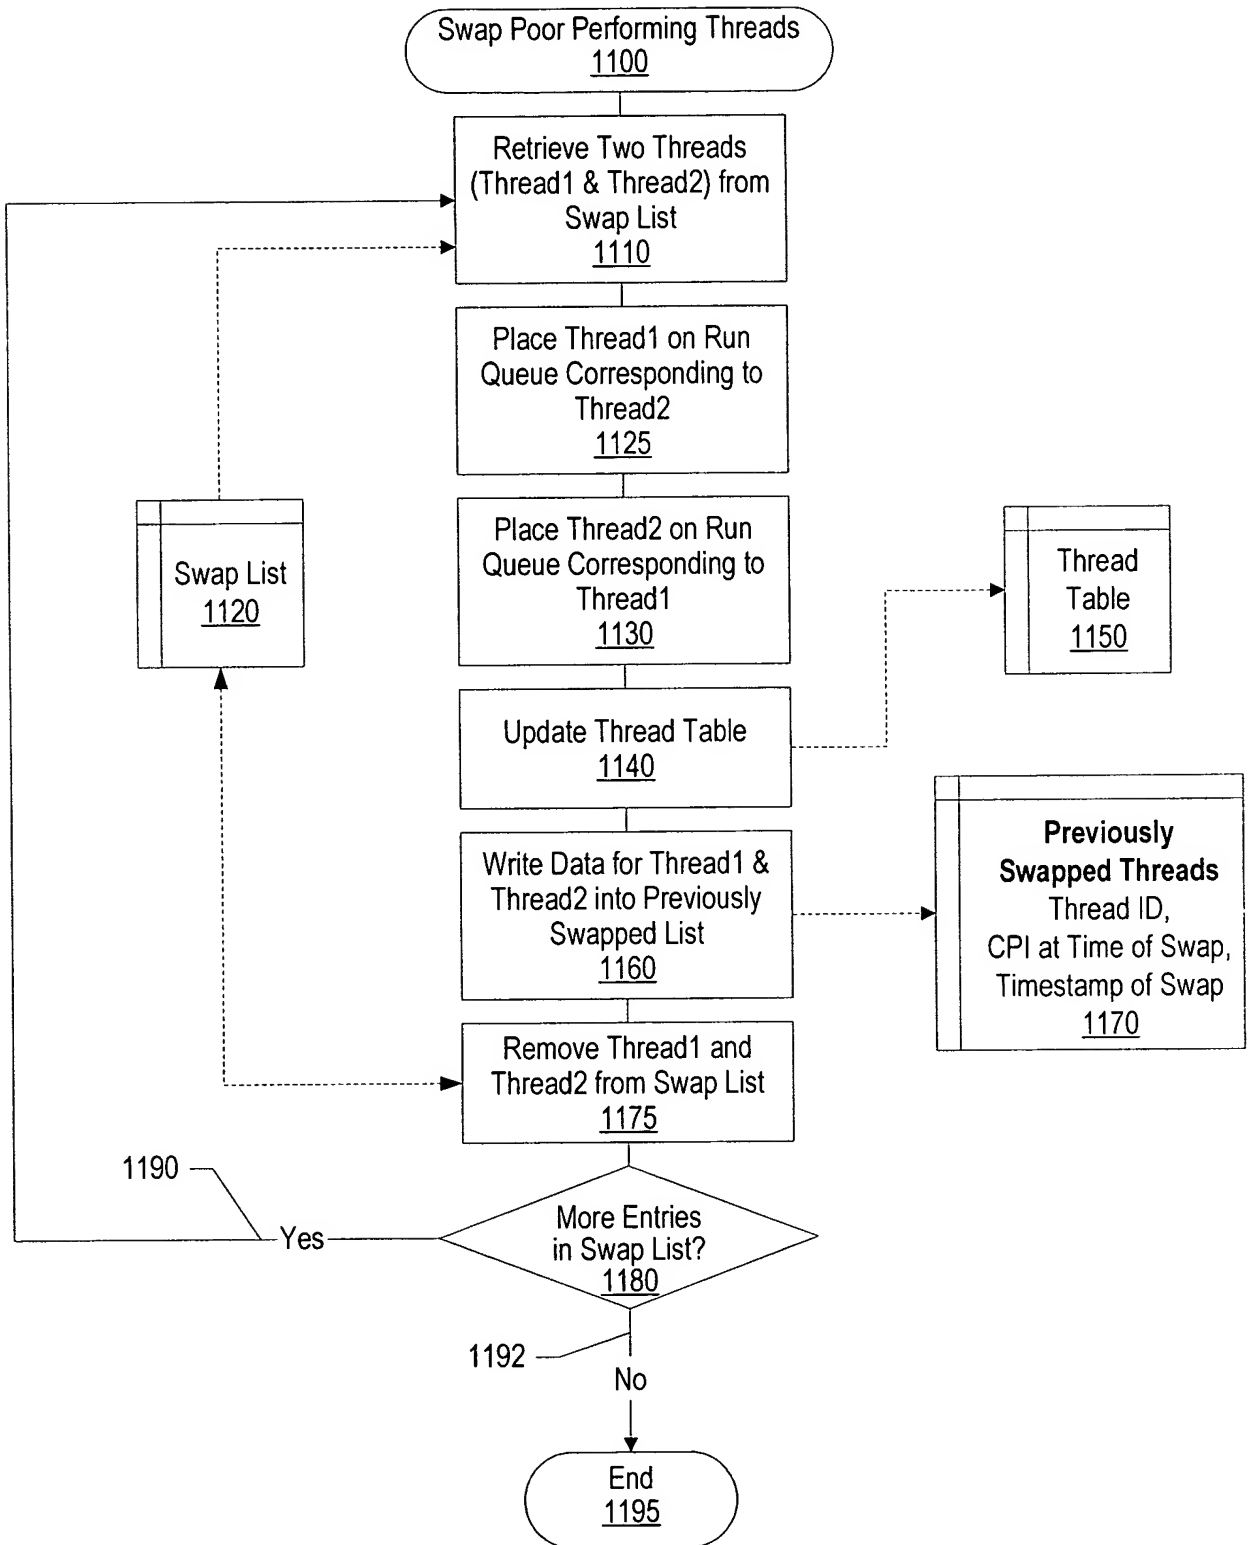 Swap Poor Performing Threads
1100
Retrieve Two Threads
(Thread1 & Thread2) from
Swap List
1110
Place Thread1 on Run
Queue Corresponding to
Thread2
1125
Place Thread2 on Run
Queue Corresponding to
Thread1
1130
Swap List
1120
Thread
Table
1150
Update Thread Table
1140
Write Data for Thread1 &
Thread2 into Previously
Swapped List
1160
Previously
Swapped Threads
Thread ID,
CPI at Time of Swap,
Timestamp of Swap
1170
Remove Thread1 and
Thread2 from Swap List
1175
1190
Yes
More Entries
in Swap List?
1180
1192
No
End
1195